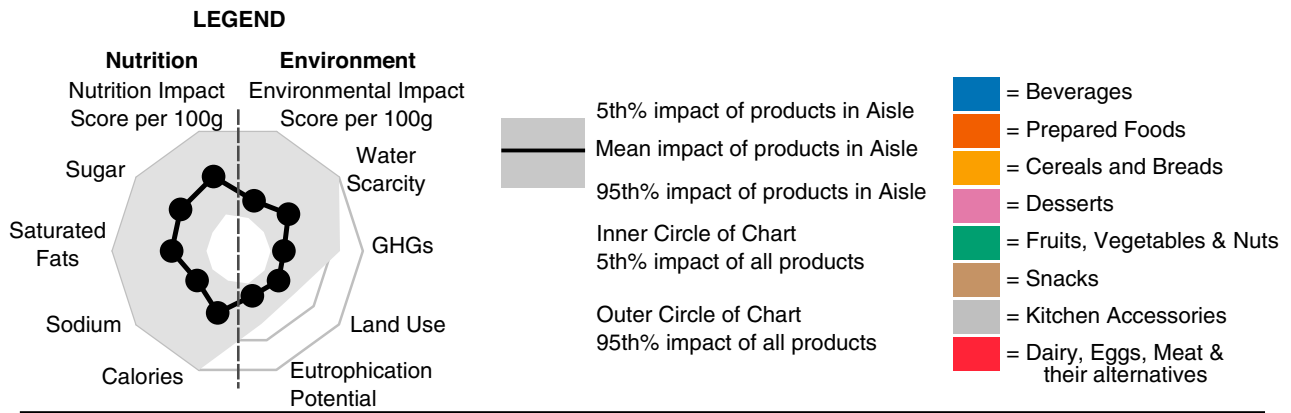 LEGEND
Nutrition
Environment
Nutrition Impact
Score per 100g
Environmental Impact
Score per 100g
Sugar
Saturated
Fats
Sodium
Calories
Water
Scarcity
GHGs
Land Use
Eutrophication
Potential
5th% impact of products in Aisle
Mean impact of products in Aisle
95th% impact of products in Aisle
Inner Circle of Chart
5th% impact of all products
Outer Circle of Chart
95th% impact of all products
= Beverages
= Prepared Foods
= Cereals and Breads
= Desserts
= Fruits, Vegetables & Nuts
= Snacks
= Kitchen Accessories
= Dairy, Eggs, Meat &
their alternatives